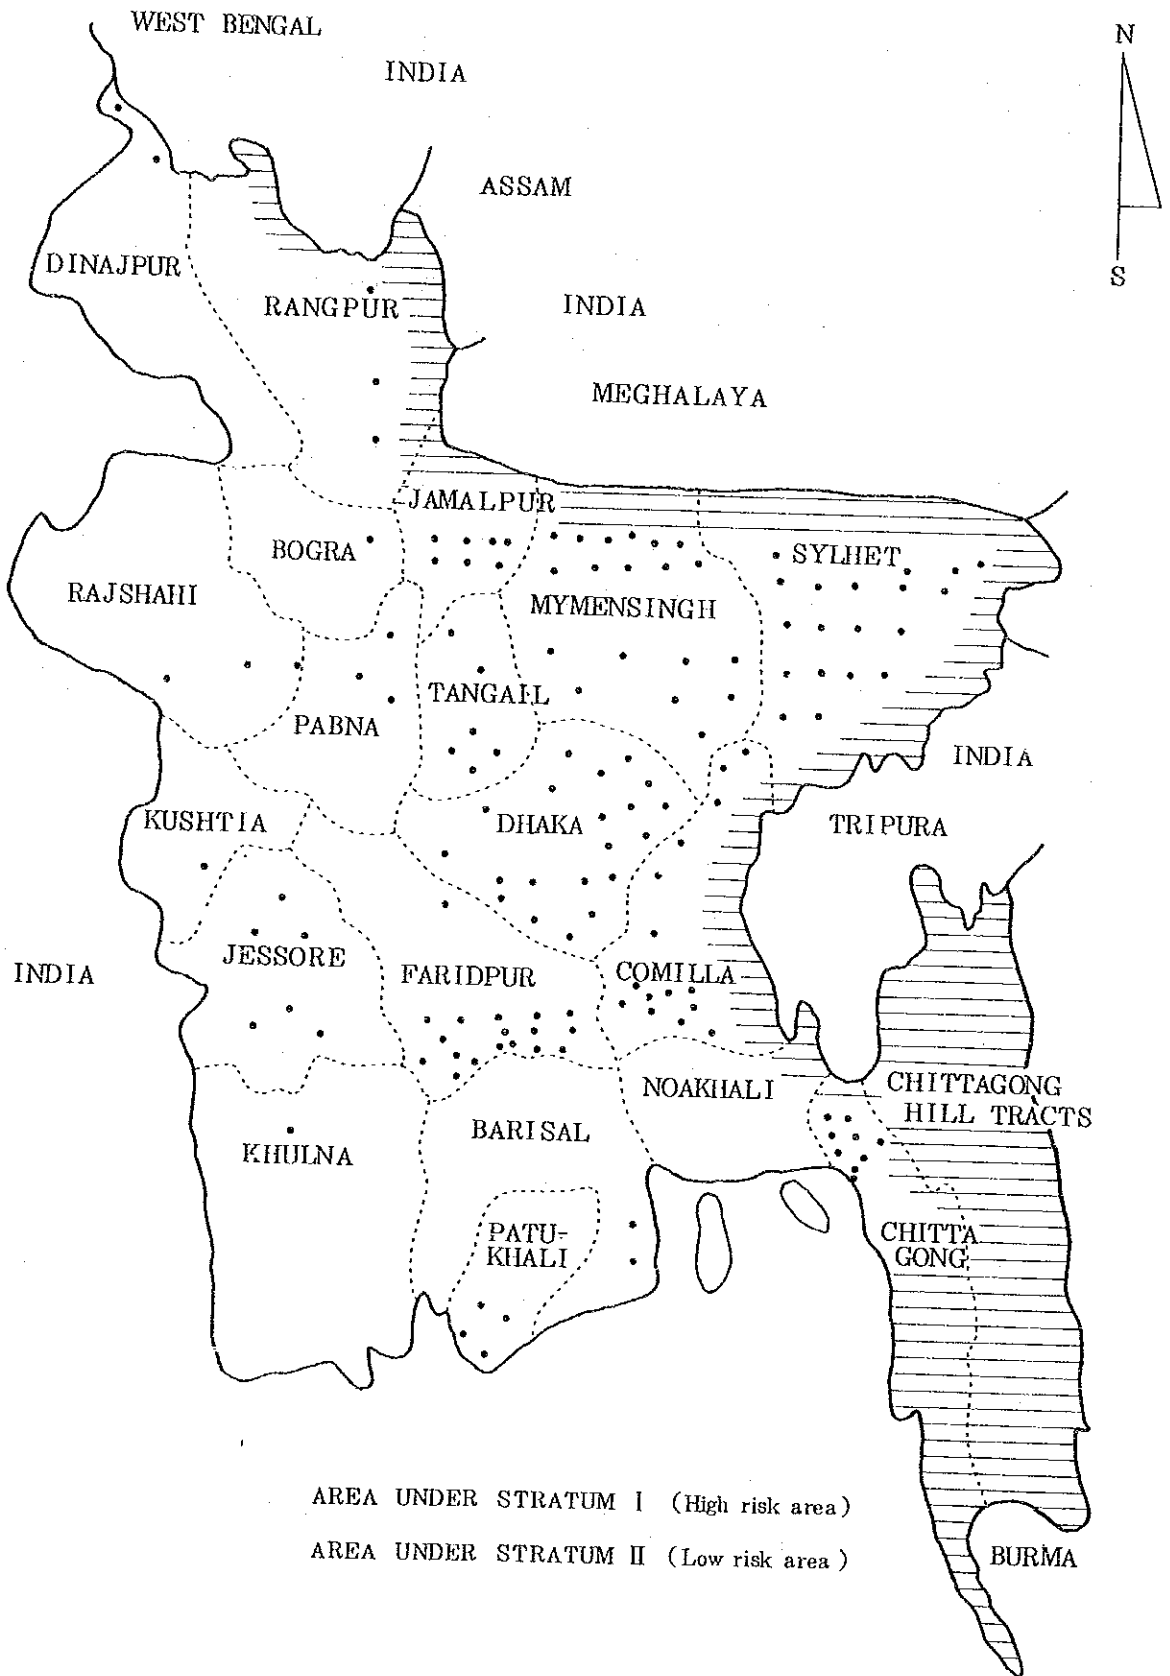 WEST BENGAL
N
INDIA
ASSAM
DINAJPUR
S
RANGPUR
INDIA
MEGHALAYA
JAMALPUR
BOGRA
SYLHET
RAJSHAHI
MYMENSINGH
TANGAIL
PABNA
INDIA
KUSHTIA
DHAKA
TRIPURA
JESSORE
INDIA
FARIDPUR
COMILLA
NOAKHALI
CHITTAGONG
HILL TRACTS
BARISAL
KHULNA
PATU-
KHALI
CHITTA
GONG
AREA UNDER STRATUM I (High risk area)
AREA UNDER STRATUM II (Low risk area)
BURMA